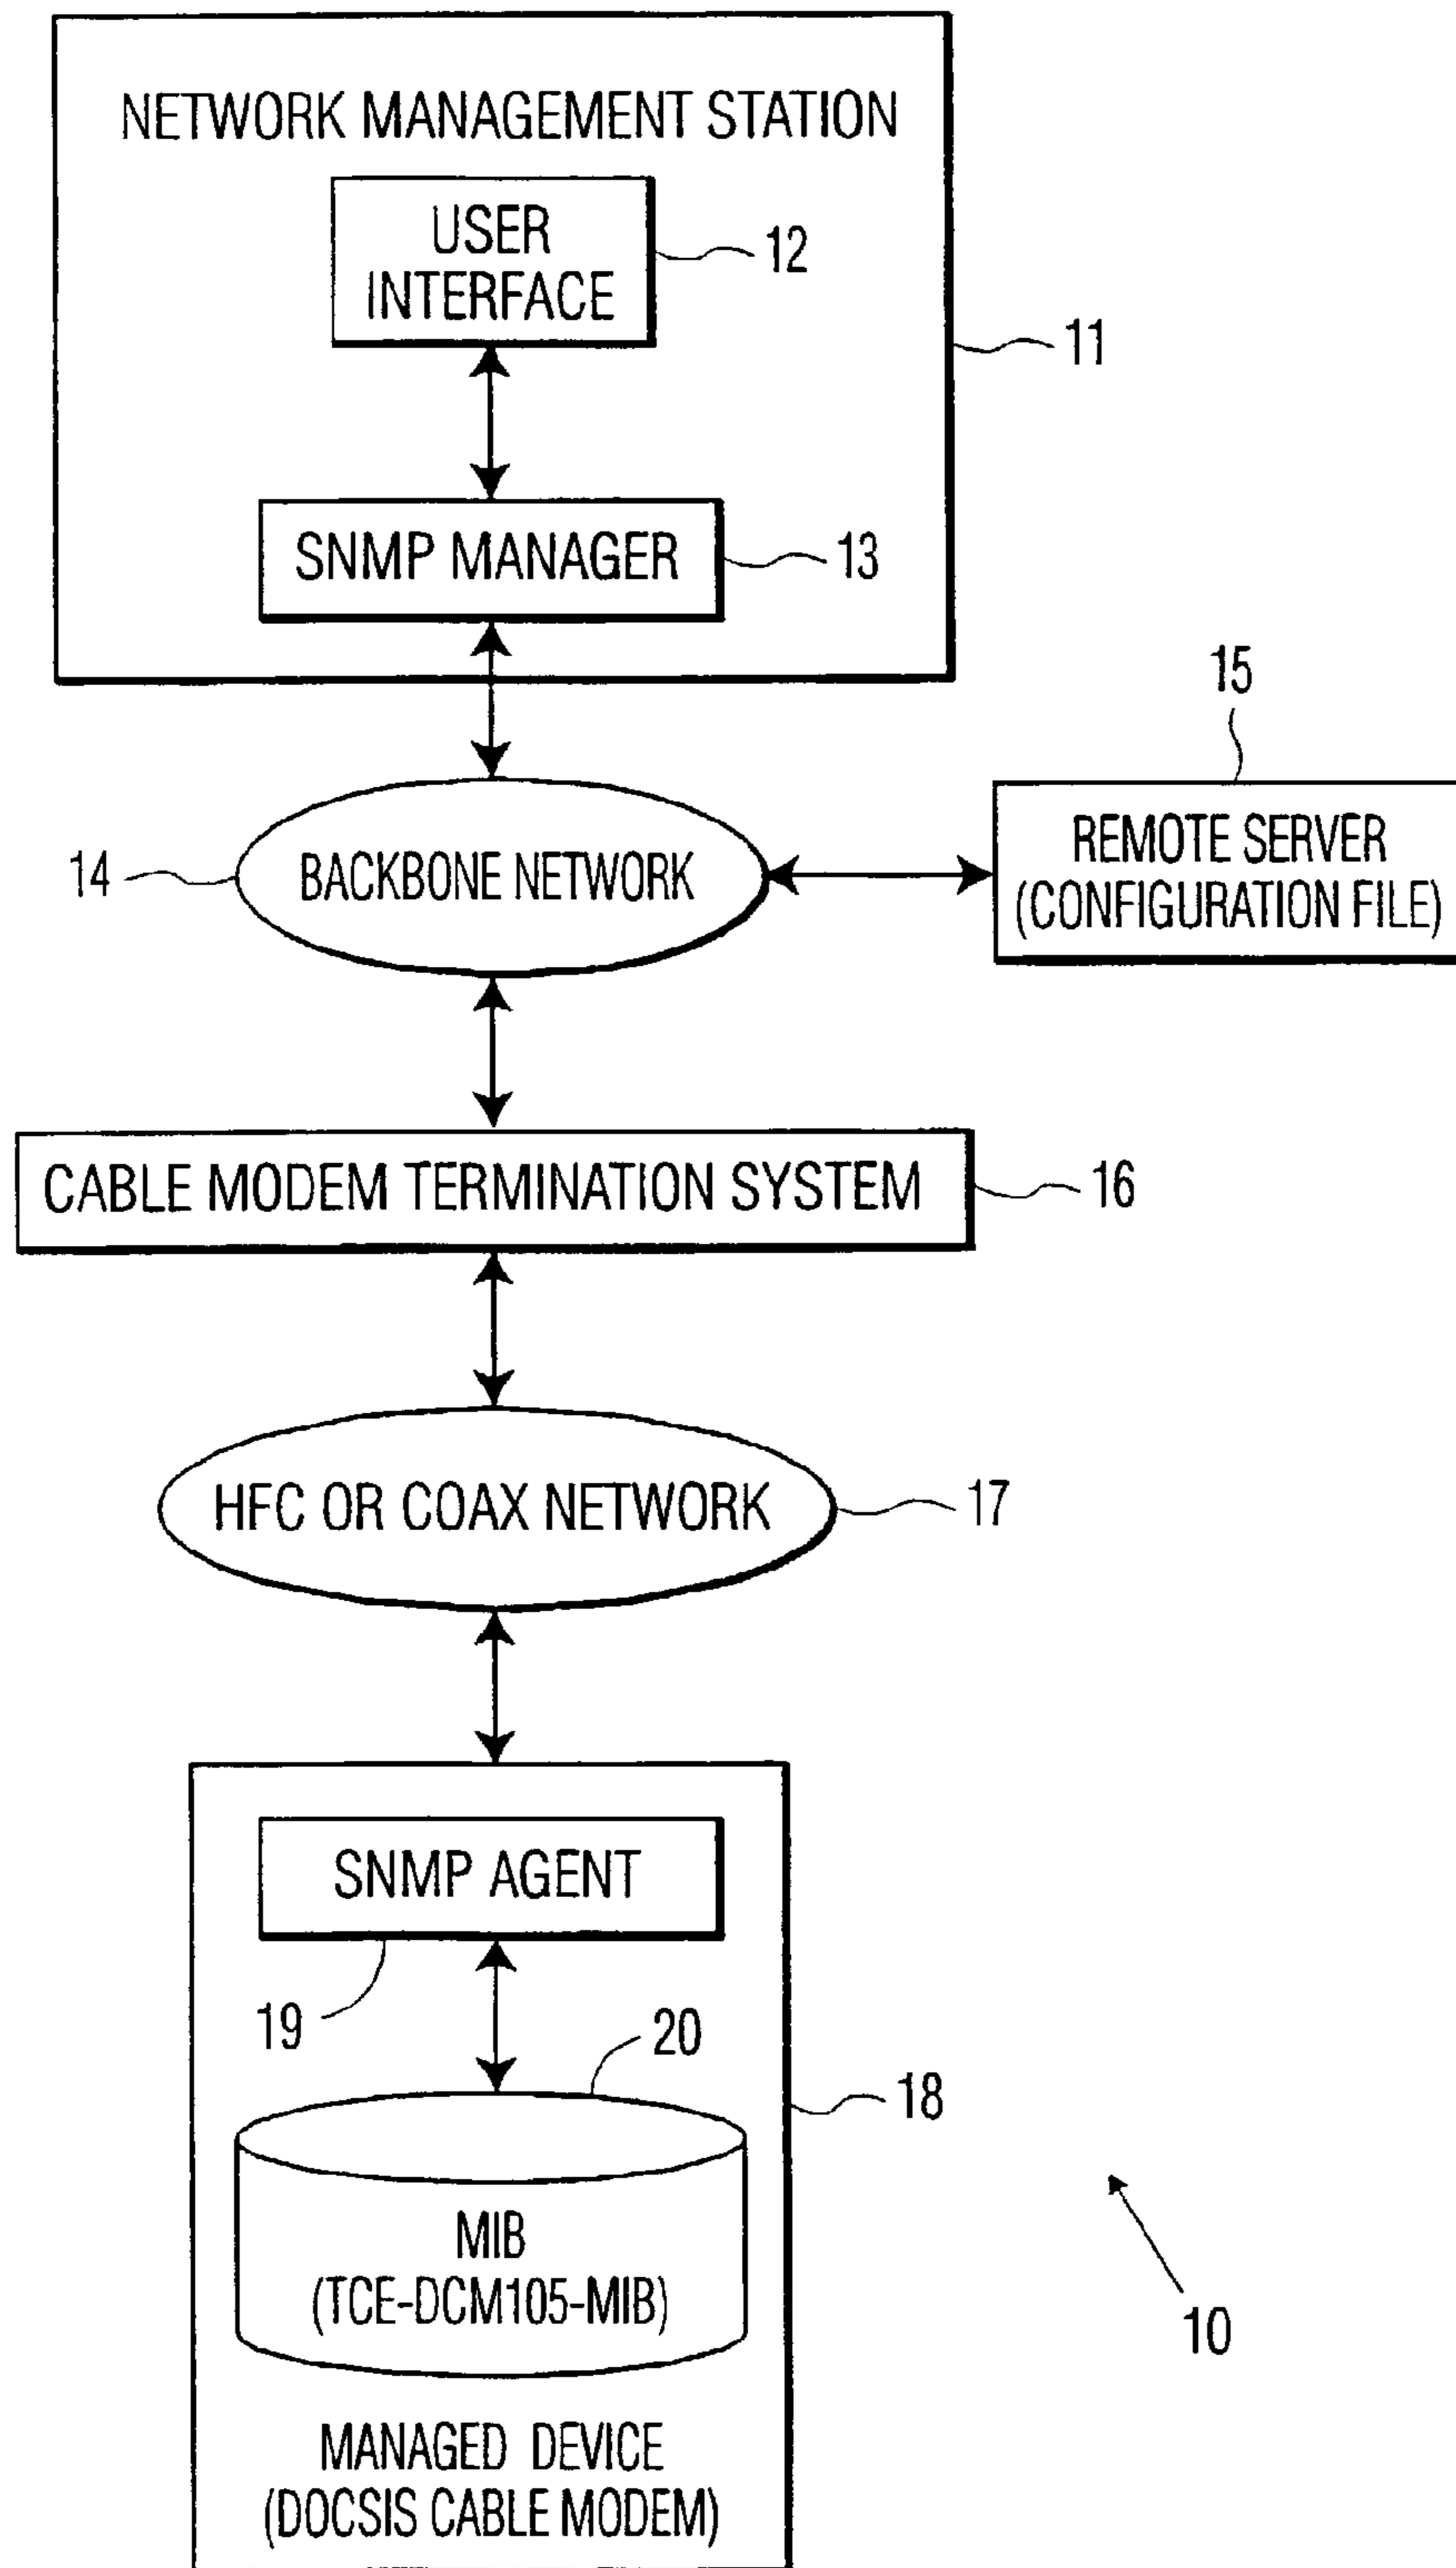 NETWORK MANAGEMENT STATION
USER
INTERFACE
12
11
SNMP MANAGER
13
15
BACKBONE NETWORK
14
REMOTE SERVER
(CONFIGURATION FILE)
CABLE MODEM TERMINATION SYSTEM
16
HFC OR COAX NETWORK
17
SNMP AGENT
19
20
18
MIB
(TCE-DCM105-MIB)
10
MANAGED DEVICE
(DOCSIS CABLE MODEM)